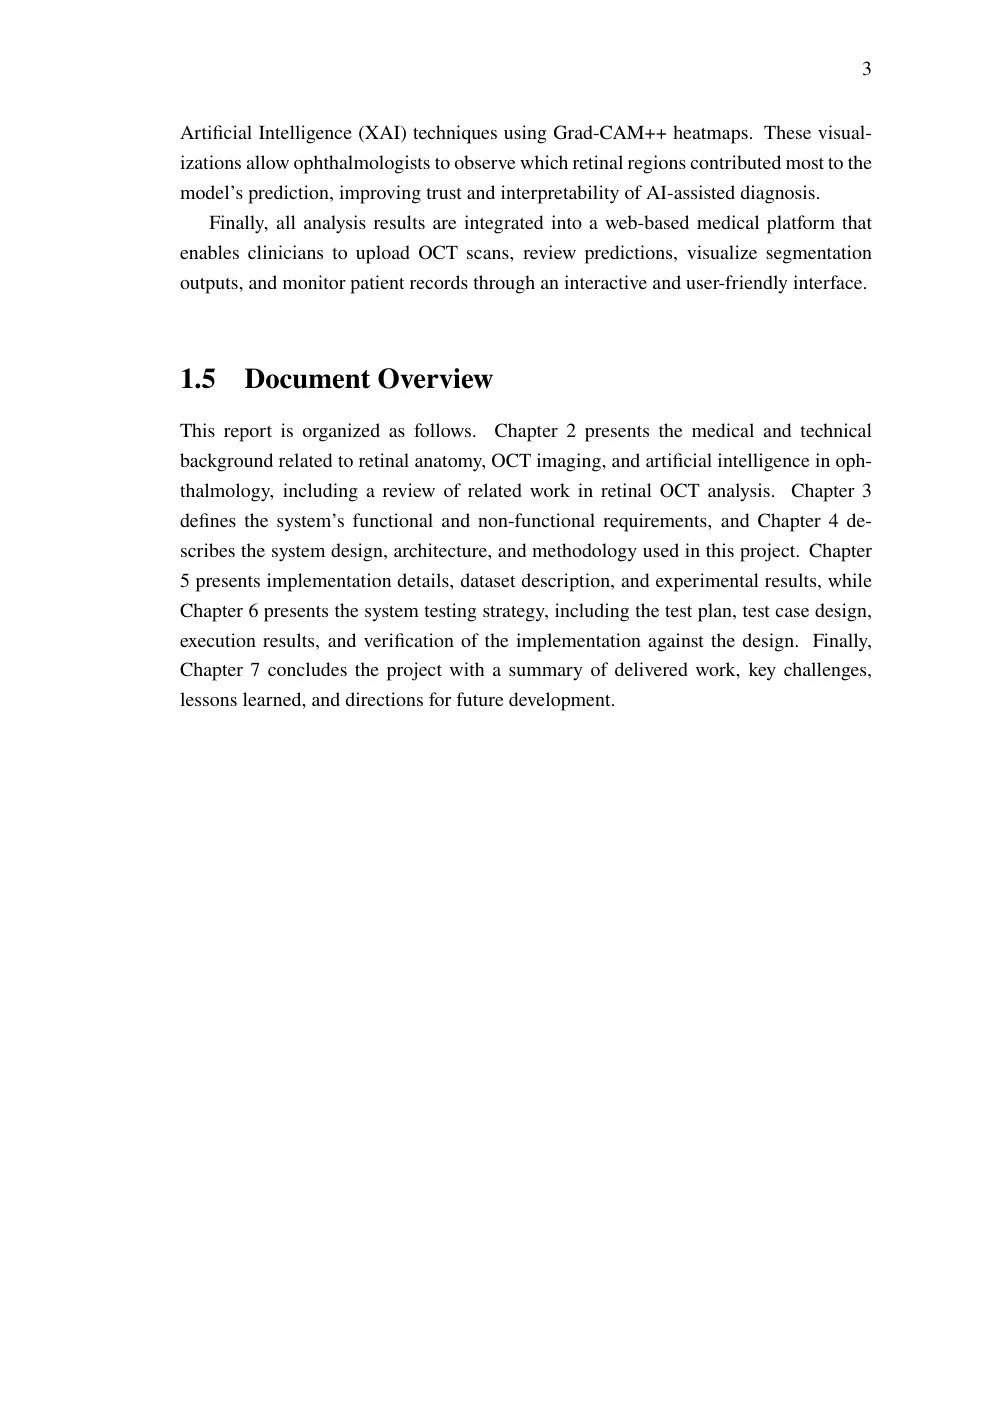 3
Artificial Intelligence (XAI) techniques using Grad-CAM++ heatmaps. These visual-
izations allow ophthalmologists to observe which retinal regions contributed most to the
model's prediction, improving trust and interpretability of AI-assisted diagnosis.
Finally, all analysis results are integrated into a web-based medical platform that
enables clinicians to upload OCT scans, review predictions, visualize segmentation
outputs, and monitor patient records through an interactive and user-friendly interface.
1.5 Document Overview
This report is organized as follows. Chapter 2 presents the medical and technical
background related to retinal anatomy, OCT imaging, and artificial intelligence in oph-
thalmology, including a review of related work in retinal OCT analysis. Chapter 3
defines the system's functional and non-functional requirements, and Chapter 4 de-
scribes the system design, architecture, and methodology used in this project. Chapter
5 presents implementation details, dataset description, and experimental results, while
Chapter 6 presents the system testing strategy, including the test plan, test case design,
execution results, and verification of the implementation against the design. Finally,
Chapter 7 concludes the project with a summary of delivered work, key challenges,
lessons learned, and directions for future development.